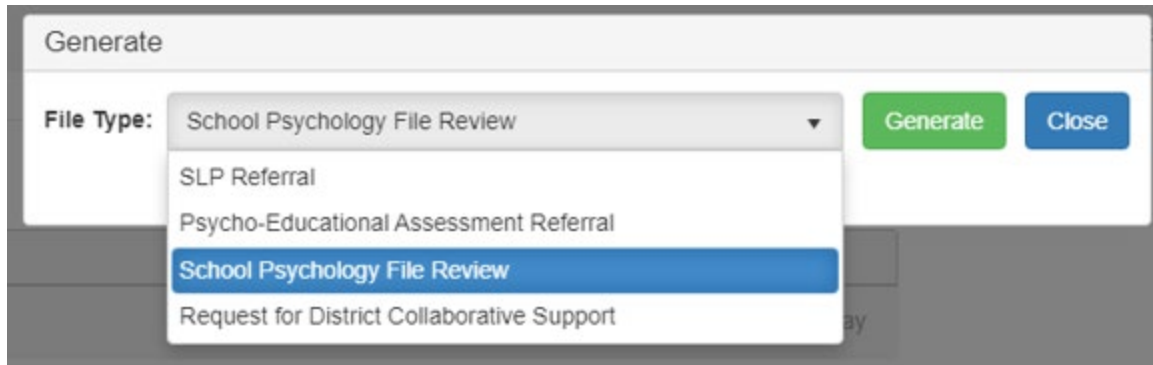 Generate
File Type: School Psychology File Review Generate Close
SLP Referral
Psycho-Educational Assessment Referral
School Psychology File Review
Request for District Collaborative Support
ay